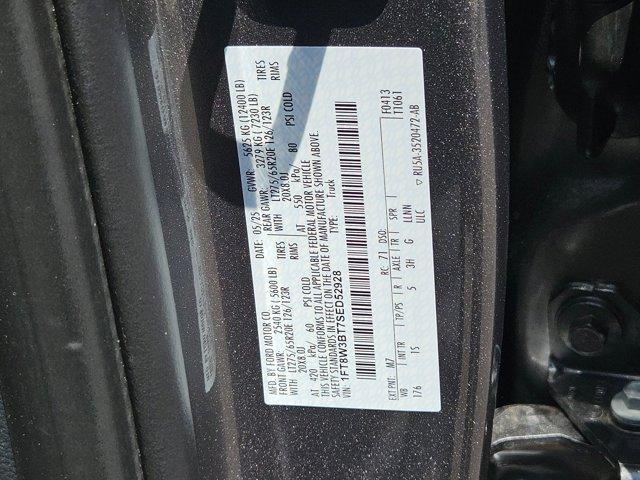 MFD. BY FORD MOTOR CO.
DATE: 05/25 GVWR: 5625 KG (12400 LB)
FRONT GAWR: 2540 KG (5600 LB) REAR GAWR: 3279 KG (7230 LB)
WITH LT275/65R20E 126/123R TIRES WITH LT275/65R20E 126/123R TIRES
20X8.0J RIMS 20X8.0J RIMS
AT 420 kPa/ 60 PSI COLD AT 550 kPa/ 80 PSI COLD
THIS VEHICLE CONFORMS TO ALL APPLICABLE FEDERAL MOTOR VEHICLE
SAFETY STANDARDS IN EFFECT ON THE DATE OF MANUFACTURE SHOWN ABOVE.
VIN: 1FT8W3BT7SED52928 TYPE: Truck
EXT PNT: M7 RC: 71 DSO: F0413
WB INT TR TP/PS R AXLE TR SPR T1061
176 15 5 3H G LLNN
ULC ▽ RU5A-3520472-AB